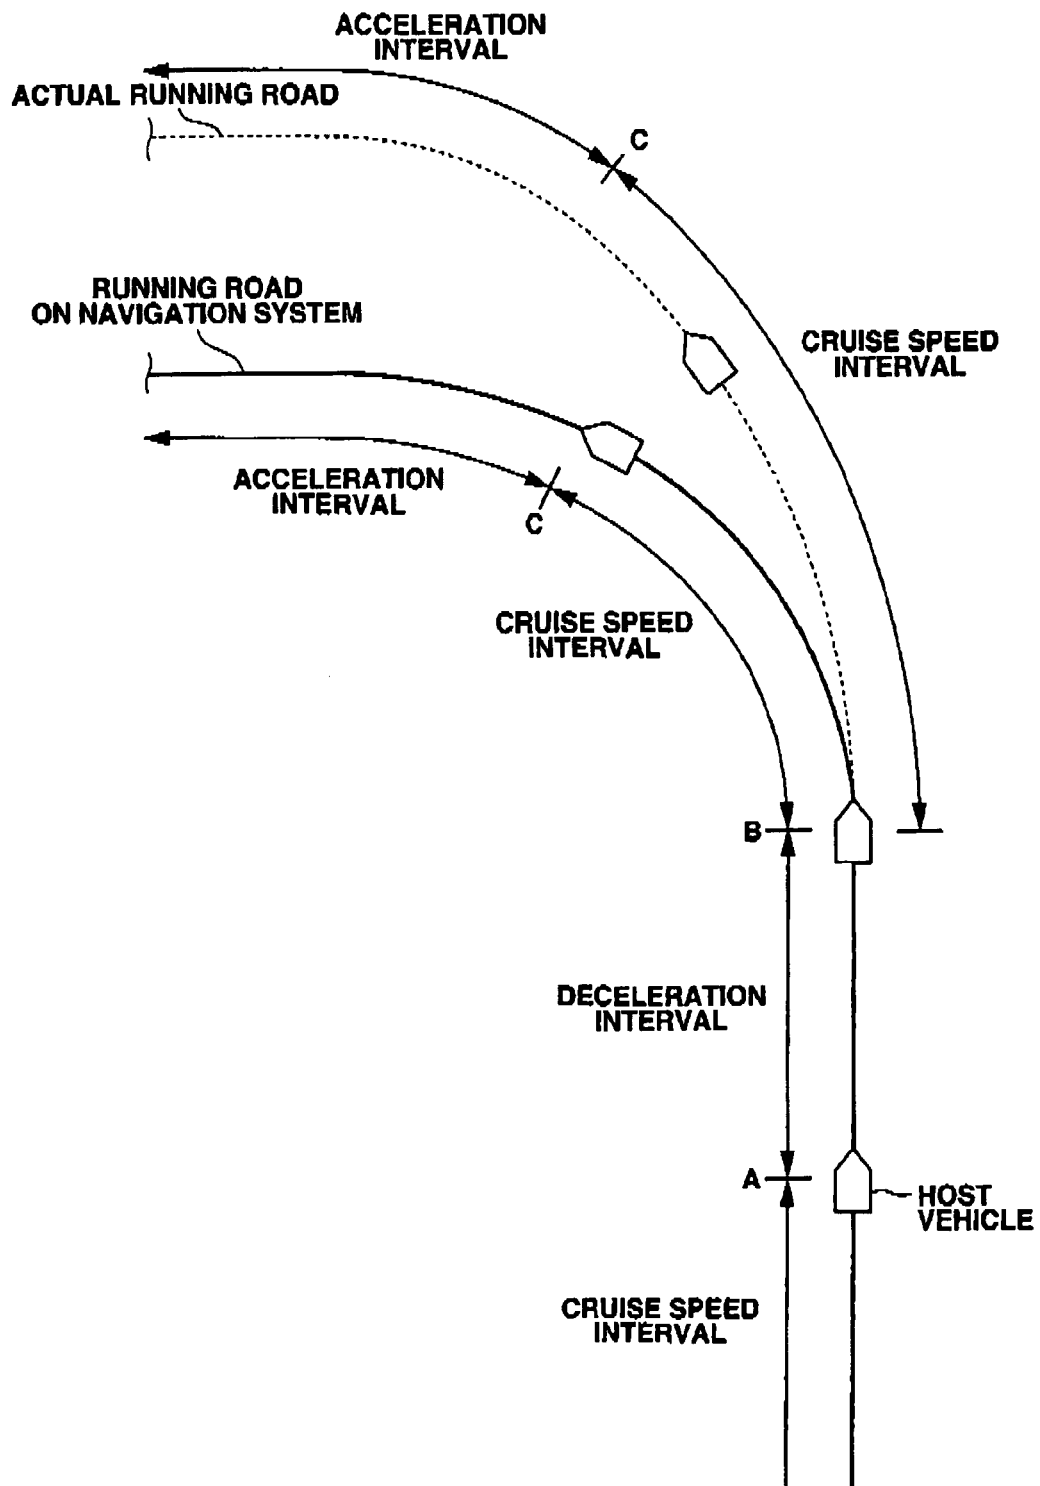 ACCELERATION
INTERVAL
ACTUAL RUNNING ROAD
C
RUNNING ROAD
ON NAVIGATION SYSTEM
CRUISE SPEED
INTERVAL
ACCELERATION
INTERVAL
C
CRUISE SPEED
INTERVAL
B
DECELERATION
INTERVAL
A
HOST
VEHICLE
CRUISE SPEED
INTERVAL